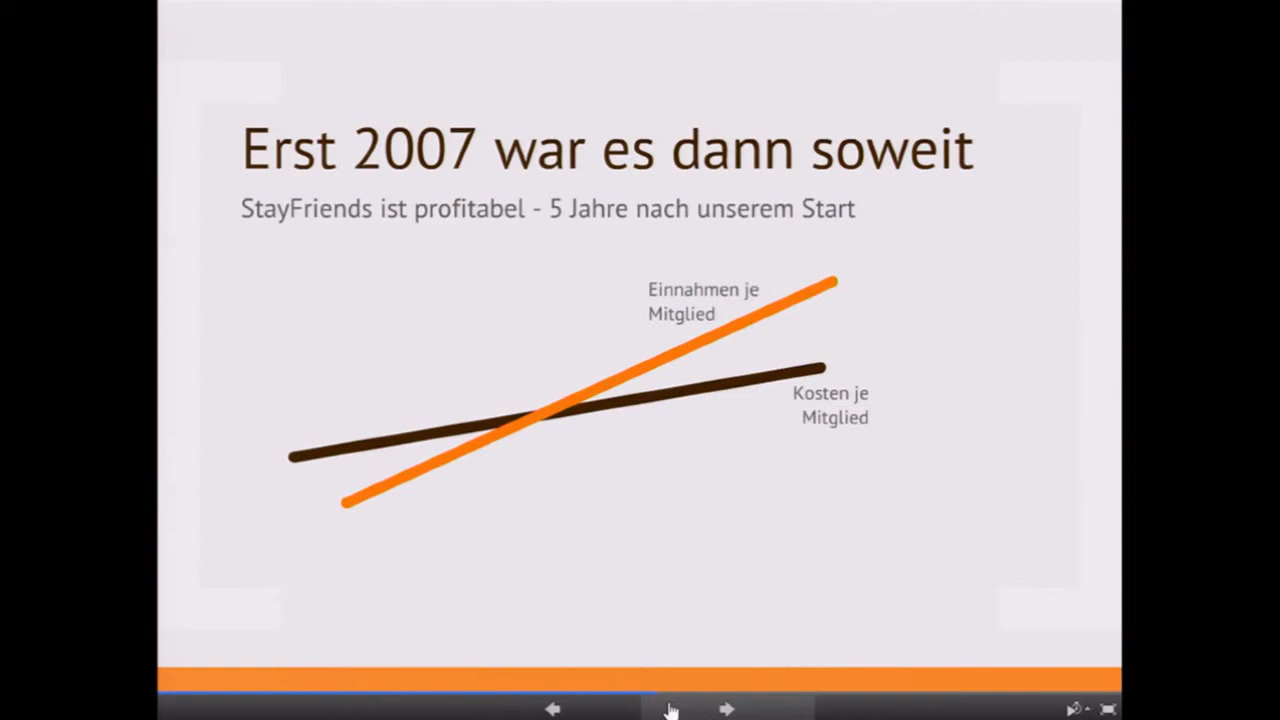 Erst 2007 war es dann soweit
StayFriends ist profitabel - 5 Jahre nach unserem Start
Einnahmen je
Mitglied
Kosten je
Mitglied